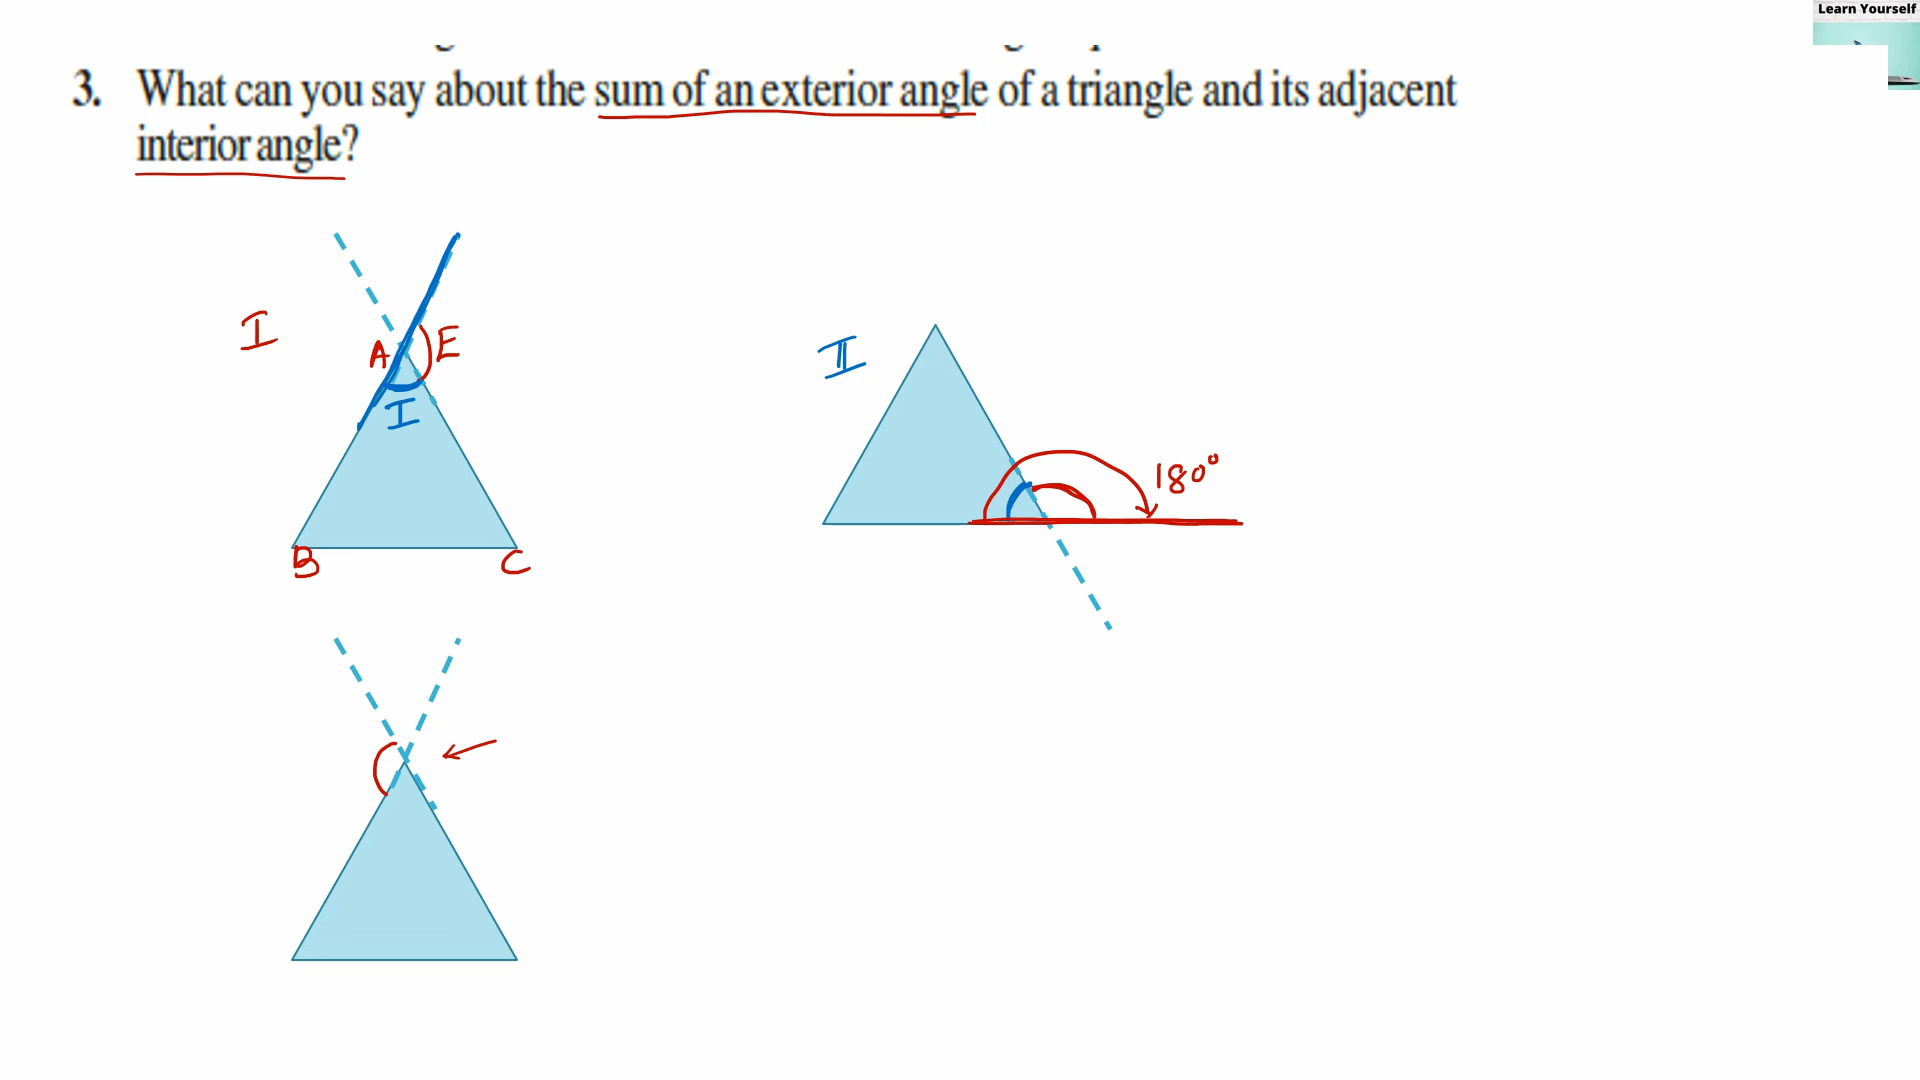 Learn Yourself
3. What can you say about the sum of an exterior angle of a triangle and its adjacent
interior angle?
I
A E
I
B C
II
180°